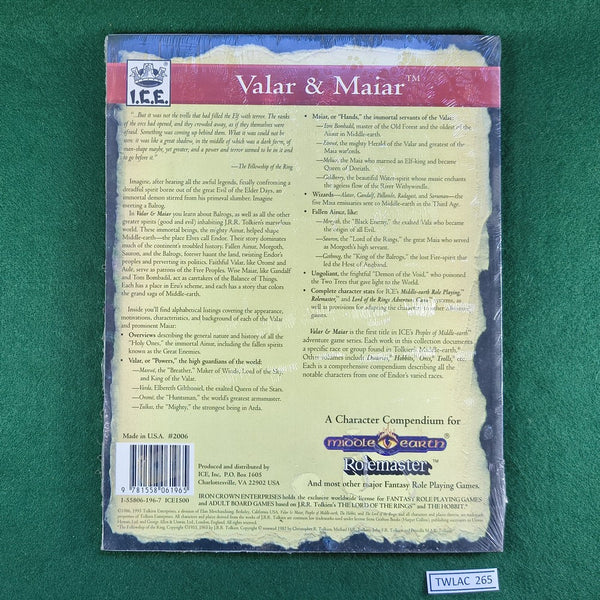 I.C.E.
Valar & Maiar™
"...But it was not the trolls that had filled the Elf with terror. The ranks
of the orcs had opened, and they crowded away, as if they themselves were
afraid. Something was coming up behind them. What it was could not be
seen: it was like a great shadow, in the middle of which was a dark form, of
man-shape maybe, yet greater; and a power and terror seemed to be in it and
to go before it."
—The Fellowship of the Ring
Imagine, after hearing all the awful legends, finally confronting a
dreadful spirit borne out of the great Evil of the Elder Days, an
immortal demon stirred from his primeval slumber. Imagine
meeting a Balrog.
In Valar & Maiar you learn about Balrogs, as well as all the other
greater spirits (good and evil) inhabiting J.R.R. Tolkien's marvelous
world. These immortal beings, the mighty Ainur, helped shape
Middle-earth—the place Elves call Endor. Their story dominates
much of the continent's troubled history. Fallen Ainur, Morgoth,
Sauron, and the Balrogs, forever haunt the land, twisting Endor's
peoples and perverting its politics. Faithful Valar, like Oromë and
Aulë, serve as patrons of the Free Peoples. Wise Maiar, like Gandalf
and Tom Bombadil, act as caretakers of the Balance of Things.
Each has a place in Eru's scheme, and each has a story that colors
the grand saga of Middle-earth.
Inside you'll find alphabetical listings covering the appearance,
motivations, characteristics, and background of each of the Valar
and prominent Maiar:
• Overviews describing the general nature and history of all the
"Holy Ones," the immortal Ainur, including the fallen spirits
known as the Great Enemies.
• Valar, or "Powers," the high guardians of the world:
—Manwë, the "Breather," Maker of Winds, Lord of the Sky
and King of the Valar.
—Varda, Elbereth Gilthoniel, the exalted Queen of the Stars.
—Oromë, the "Huntsman," the world's greatest armsmaster.
—Tulkas, the "Mighty," the strongest being in Arda.
• Maiar, or "Hands," the immortal servants of the Valar:
—Tom Bombadil, master of the Old Forest and the oldest of the
Ainur in Middle-earth.
—Eönwë, the mighty Herald of the Valar and greatest of the
Maia warlords.
—Melian, the Maia who married an Elf-king and became
Queen of Doriath.
—Goldberry, the beautiful Water-spirit whose music enchants
the ageless flow of the River Withywindle.
• Wizards—Alatar, Gandalf, Pallando, Radagast, and Saruman—the
five Maia emissaries sent to Middle-earth in the Third Age.
• Fallen Ainur, like:
—Morgoth, the "Black Enemy," the exalted Vala who became
the origin of all Evil.
—Sauron, the "Lord of the Rings," the great Maia who served
as Morgoth's high servant.
—Gothmog, the "King of the Balrogs," the lost Fire-spirit that
led the Host of Angband.
• Ungoliant, the frightful "Demon of the Void," who poisoned
the Two Trees that gave light to the World.
• Complete character stats for ICE's Middle-earth Role Playing,
Rolemaster, and Lord of the Rings Adventure Game systems, as
well as provisions for adapting the characters to other adventure
games.
Valar & Maiar is the first title in ICE's Peoples of Middle-earth
adventure game series. Each work in this collection documents
a specific race or group found in Tolkien's Middle-earth.
Other volumes include: Dwarves, Hobbits, Orcs, Trolls, etc.
Each is a comprehensive compendium describing all the
notable characters from one of Endor's varied races.
A Character Compendium for
MIDDLE EARTH
Rolemaster™
And most other major Fantasy Role Playing Games.
Made in U.S.A. #2006
9 781558 061965
1-55806-196-7 ICE1500
Produced and distributed by
ICE, Inc. P.O. Box 1605
Charlottesville, VA 22902 USA
IRON CROWN ENTERPRISES holds the exclusive worldwide license for FANTASY ROLE PLAYING GAMES
and ADULT BOARD GAMES based on J.R.R. Tolkien's THE LORD OF THE RINGS™ and THE HOBBIT.®
TWLAC 265